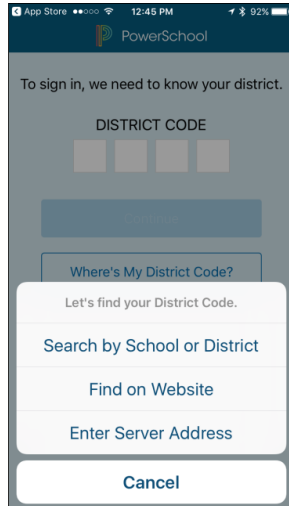 App Store 12:45 PM 92%
PowerSchool
To sign in, we need to know your district.
DISTRICT CODE
Continue
Where's My District Code?
Let's find your District Code.
Search by School or District
Find on Website
Enter Server Address
Cancel